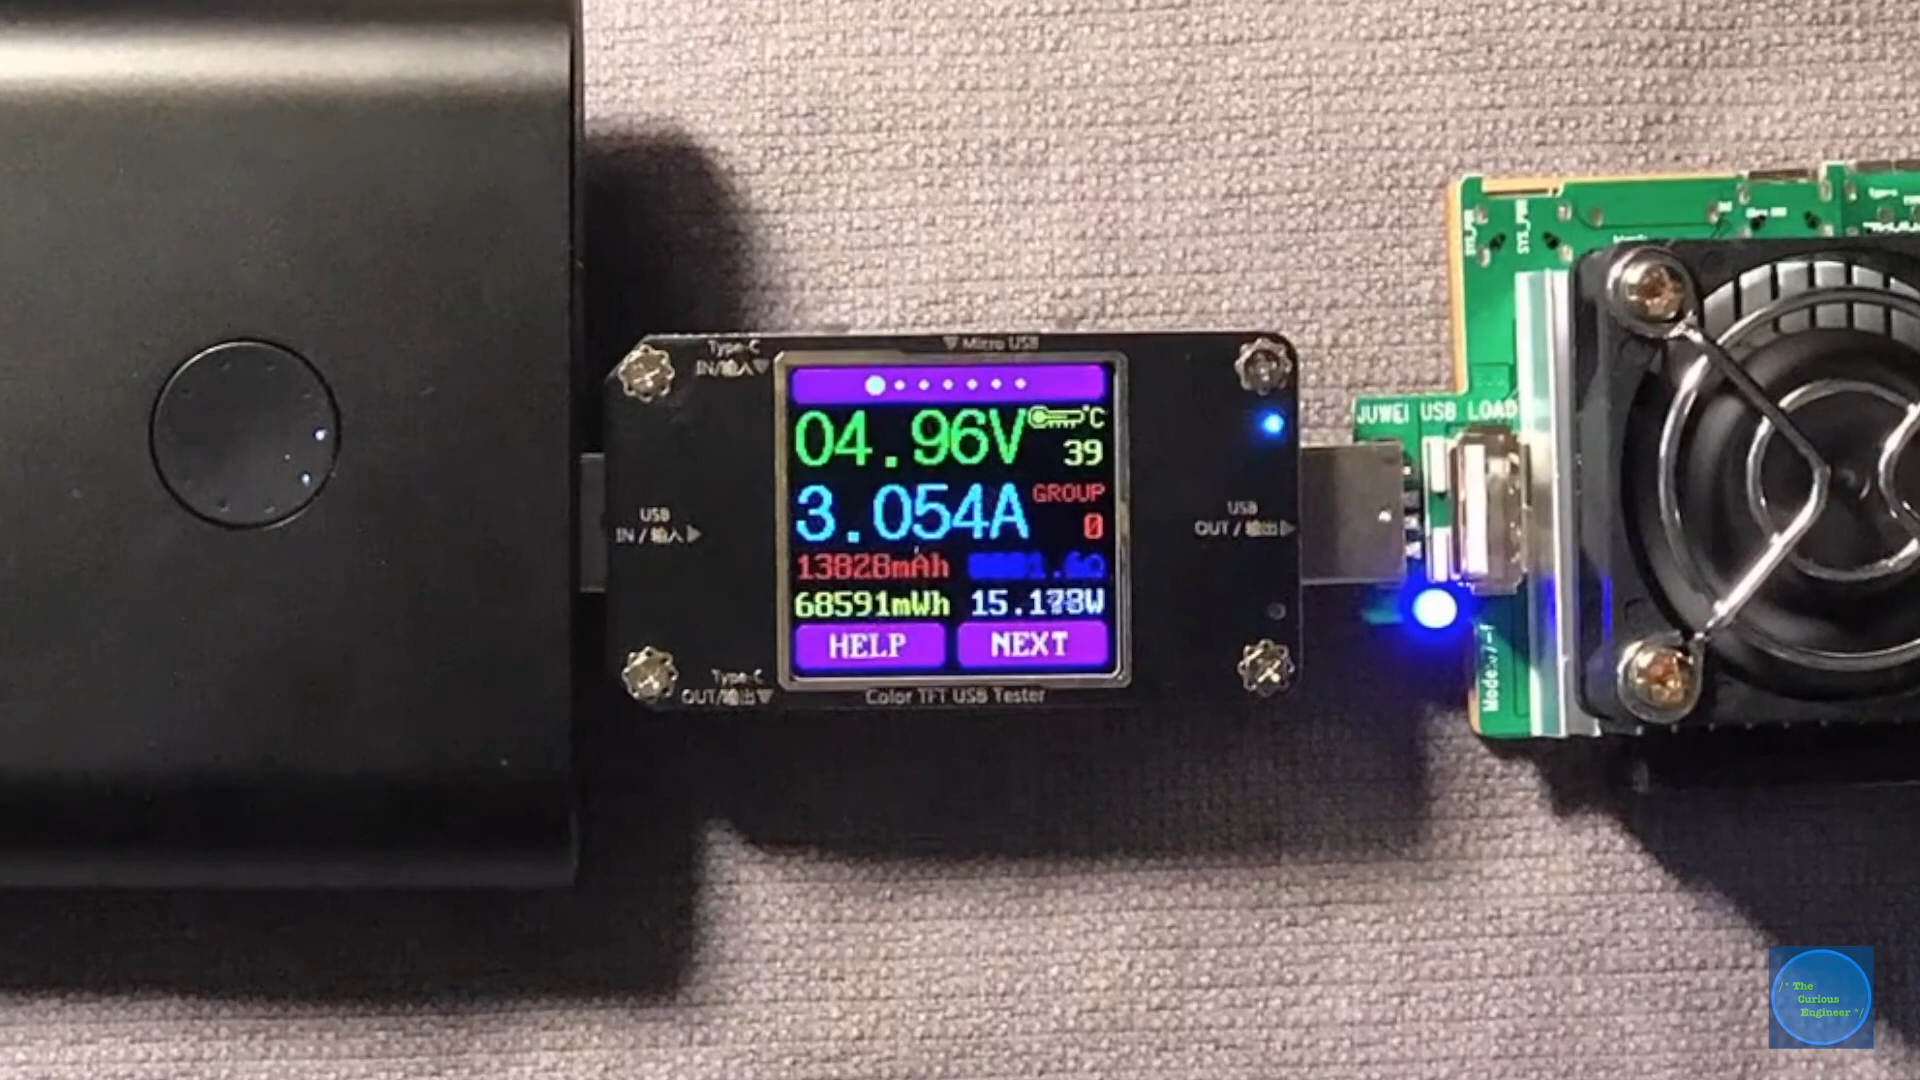 Type-C
IN/输入▼
▼ Micro USB
04.96V
°C
39
3.054A
GROUP
0
13828mAh
68591mWh
HELP
NEXT
USB
IN / 输入 ▶
USB
OUT / 输出 ▶
Type-C
OUT/输出▼
Color TFT USB Tester
JUWEI USB LOAD
SYS_PWR
/* The
Curious
Engineer */